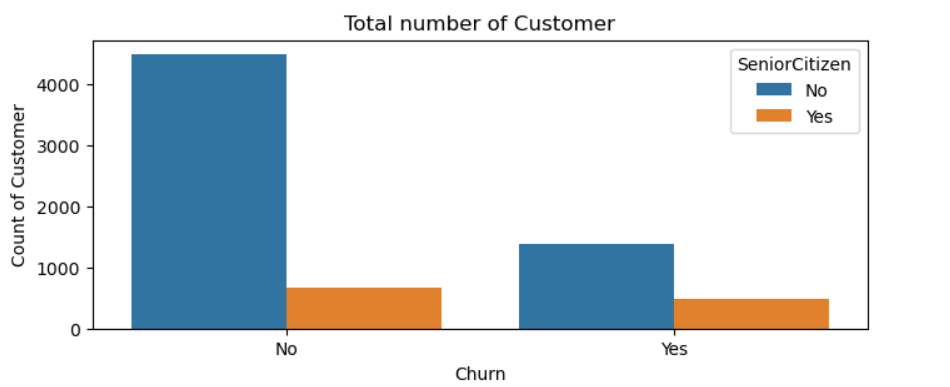 Total number of Customer
Count of Customer
4000
3000
2000
1000
0
SeniorCitizen
No
Yes
No
Yes
Churn